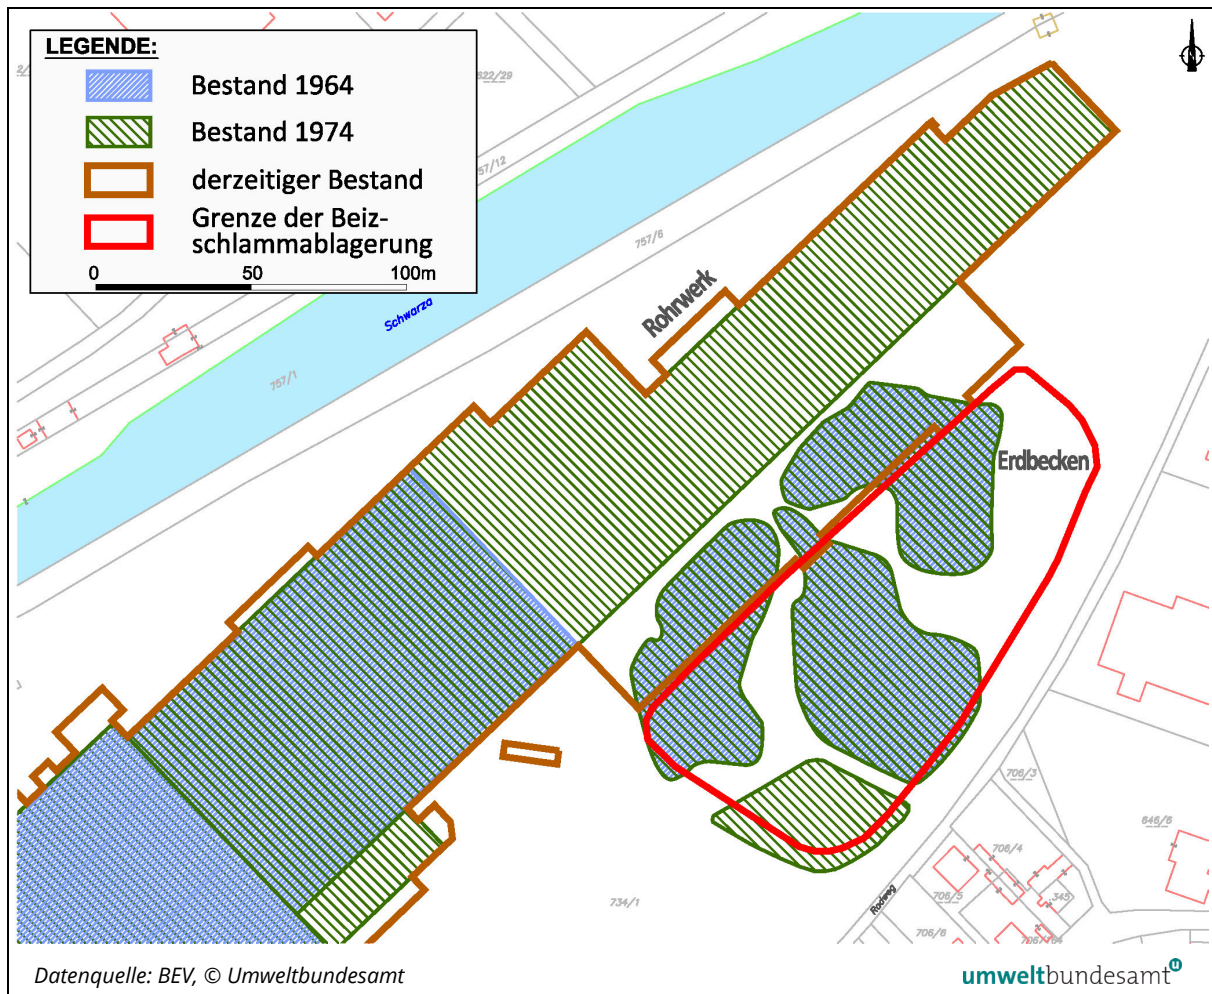 LEGENDE:
Bestand 1964
Bestand 1974
derzeitiger Bestand
Grenze der Beiz-
schlammablagerung
0 50 100m
622/29
757/12
757/6
Schwarza
757/1
Rohrwerk
Erdbecken
706/3
646/6
706/4
706/5
345
734/1
Radweg
706/6
Datenquelle: BEV, © Umweltbundesamt
umweltbundesamt